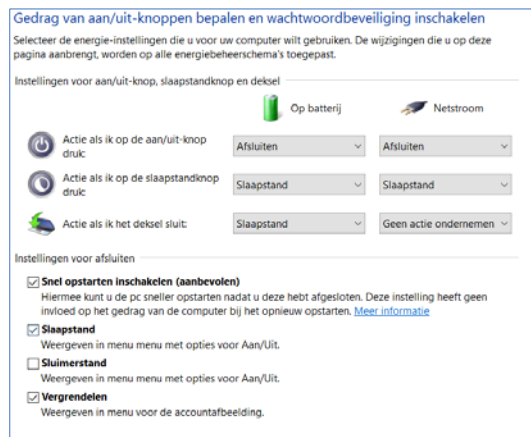 Gedrag van aan/uit-knoppen bepalen en wachtwoordbeveiliging inschakelen
Selecteer de energie-instellingen die u voor uw computer wilt gebruiken. De wijzigingen die u op deze
pagina aanbrengt, worden op alle energiebeheerschema's toegepast.
Instellingen voor aan/uit-knop, slaapstandknop en deksel
Op batterij Netstroom
Actie als ik op de aan/uit-knop
druk: Afsluiten Afsluiten
Actie als ik op de slaapstandknop
druk: Slaapstand Slaapstand
Actie als ik het deksel sluit: Slaapstand Geen actie ondernemen
Instellingen voor afsluiten
Snel opstarten inschakelen (aanbevolen)
Hiermee kunt u de pc sneller opstarten nadat u deze hebt afgesloten. Deze instelling heeft geen
invloed op het gedrag van de computer bij het opnieuw opstarten. Meer informatie
Slaapstand
Weergeven in menu menu met opties voor Aan/Uit.
Sluimerstand
Weergeven in menu menu met opties voor Aan/Uit.
Vergrendelen
Weergeven in menu voor de accountafbeelding.